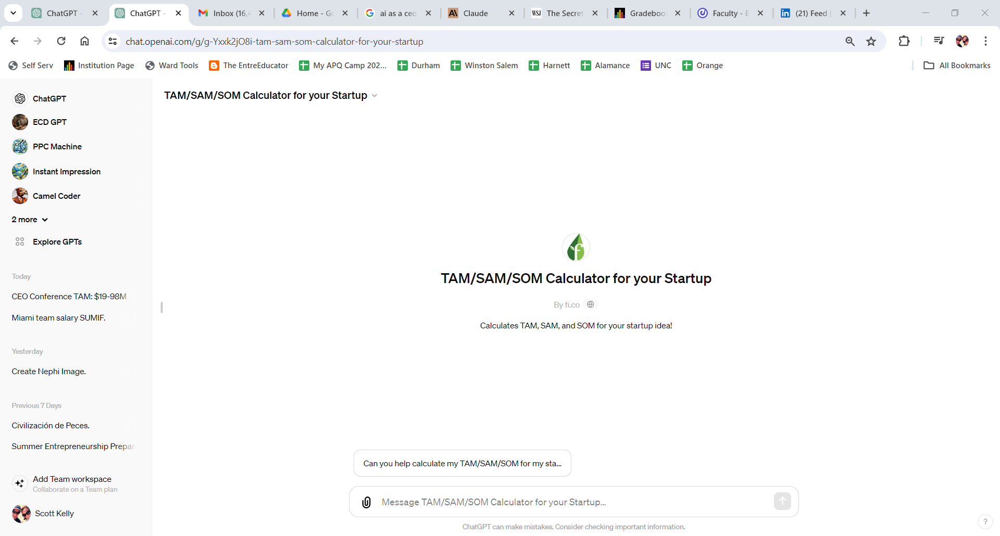 ChatGPT -
ChatGPT -
Inbox (16,4
Home - Go
ai as a ceo
Claude
WSJ
The Secret
Gradeboo
Faculty - E
(21) Feed |
chat.openai.com/g/g-Yxxk2jO8i-tam-sam-som-calculator-for-your-startup
Self Serv
Institution Page
Ward Tools
The EntreEducator
My APQ Camp 202...
Durham
Winston Salem
Harnett
Alamance
UNC
Orange
All Bookmarks
ChatGPT
ECD GPT
PPC Machine
Instant Impression
Camel Coder
2 more
Explore GPTs
Today
CEO Conference TAM: $19-98M
Miami team salary SUMIF.
Yesterday
Create Nephi Image.
Previous 7 Days
Civilización de Peces.
Summer Entrepreneurship Prepar
Add Team workspace
Collaborate on a Team plan
Scott Kelly
TAM/SAM/SOM Calculator for your Startup
TAM/SAM/SOM Calculator for your Startup
By fi.co
Calculates TAM, SAM, and SOM for your startup idea!
Can you help calculate my TAM/SAM/SOM for my sta...
Message TAM/SAM/SOM Calculator for your Startup...
ChatGPT can make mistakes. Consider checking important information.
?